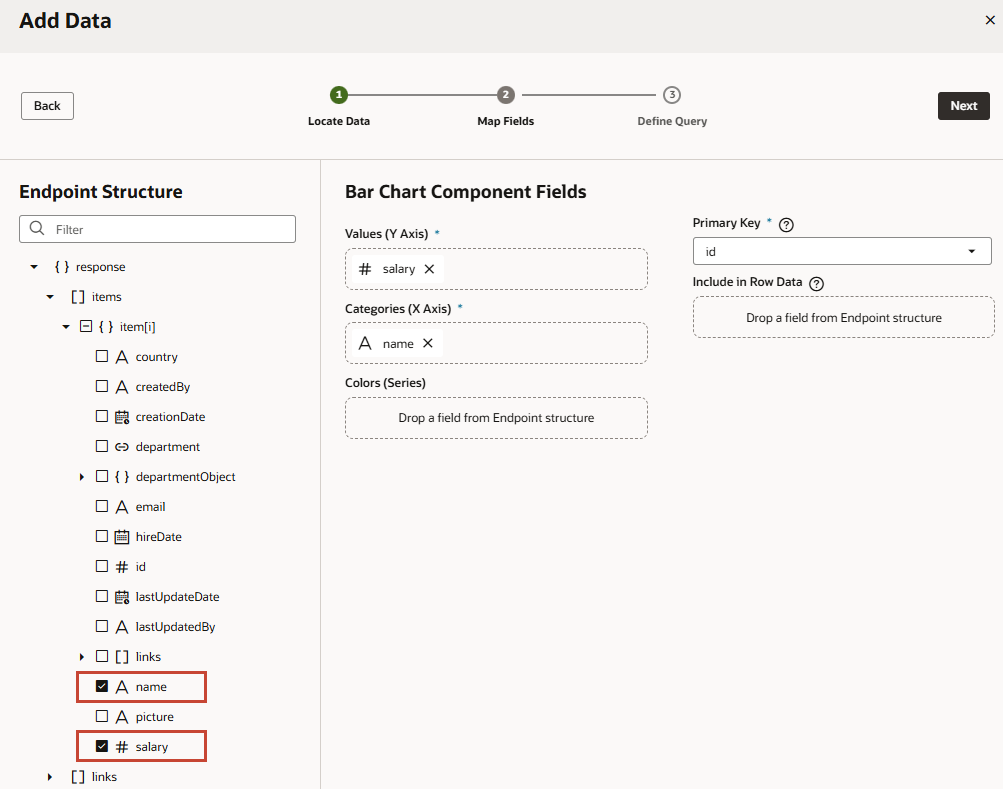 Add Data
Back
1
2
3
Locate Data
Map Fields
Define Query
Next
Endpoint Structure
Filter
{ } response
[ ] items
{ } item[i]
A country
A createdBy
creationDate
department
{ } departmentObject
A email
hireDate
# id
lastUpdateDate
A lastUpdatedBy
[ ] links
A name
A picture
# salary
[ ] links
Bar Chart Component Fields
Values (Y Axis) *
# salary
Categories (X Axis) *
A name
Colors (Series)
Drop a field from Endpoint structure
Primary Key * ?
id
Include in Row Data ?
Drop a field from Endpoint structure